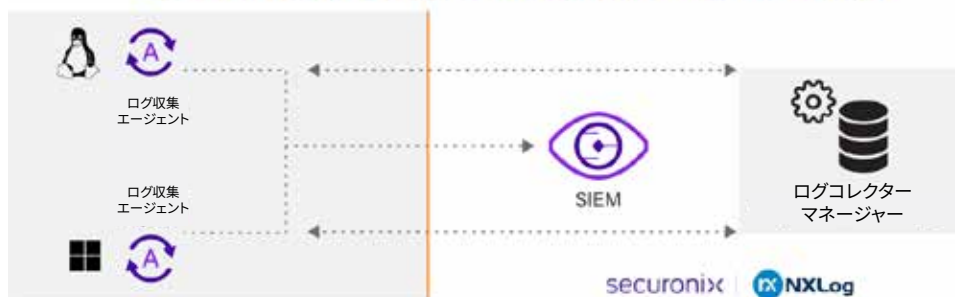 A
ログ収集
エージェント
ログ収集
エージェント
A
SIEM
ログコレクター
マネージャー
securonix
NXLog